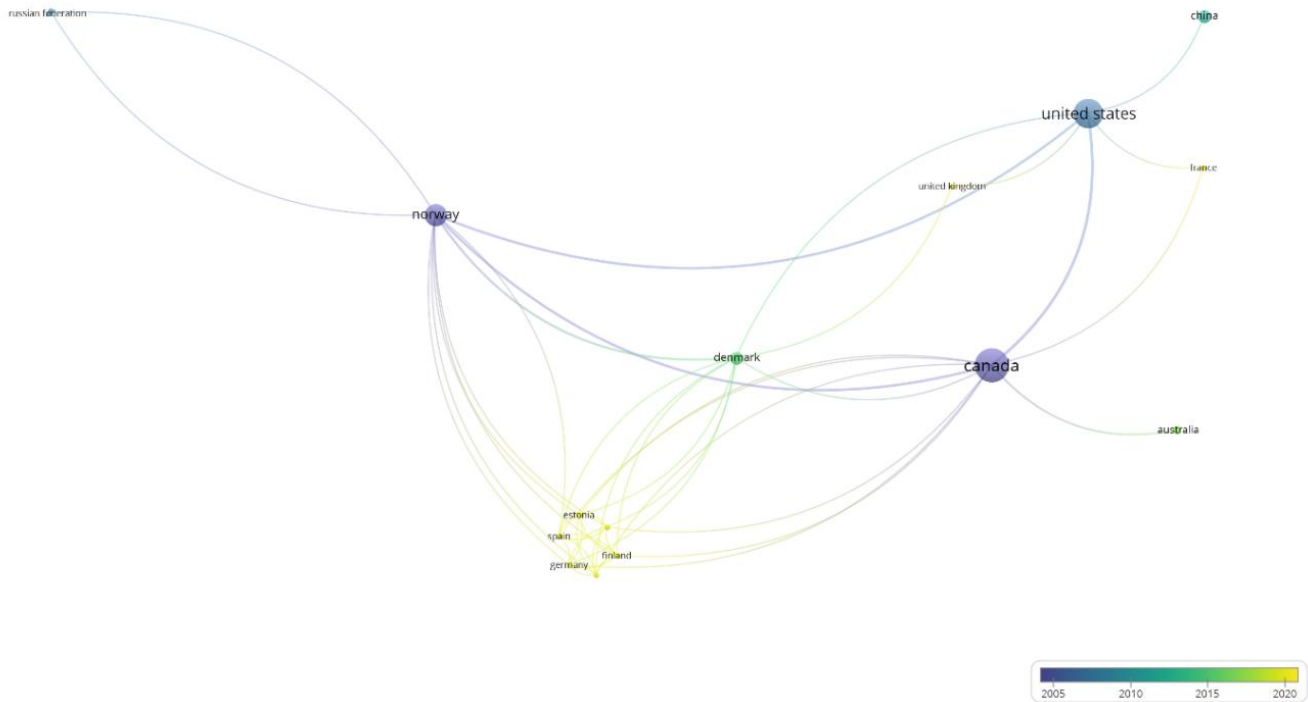 russian federation
china
united states
france
united kingdom
norway
denmark
canada
australia
estonia
spain
finland
germany
2005 2010 2015 2020